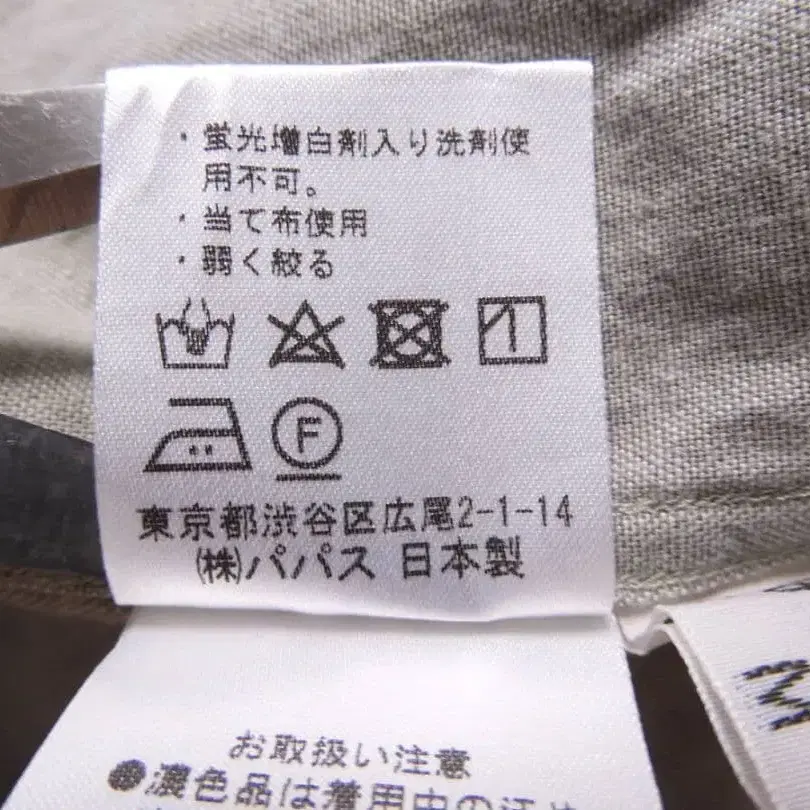 ・蛍光増白剤入り洗剤使
用不可。
・当て布使用
・弱く絞る
F
東京都渋谷区広尾2-1-14
㈱パパス 日本製
お取扱い注意
●濃色品は着用中の汗や
M